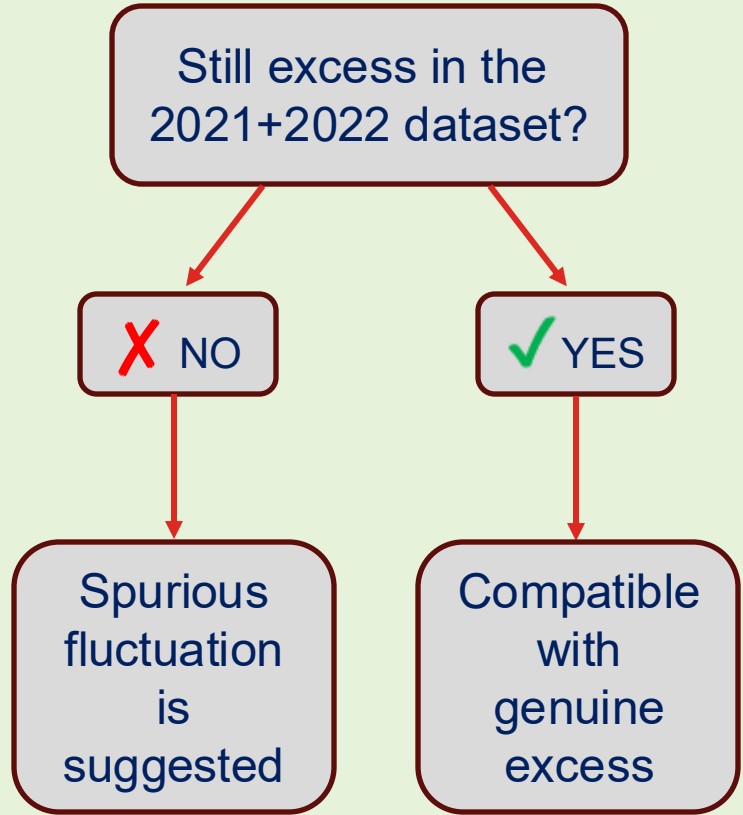 Still excess in the
2021+2022 dataset?
✗ NO
✓ YES
Spurious
fluctuation
is
suggested
Compatible
with
genuine
excess